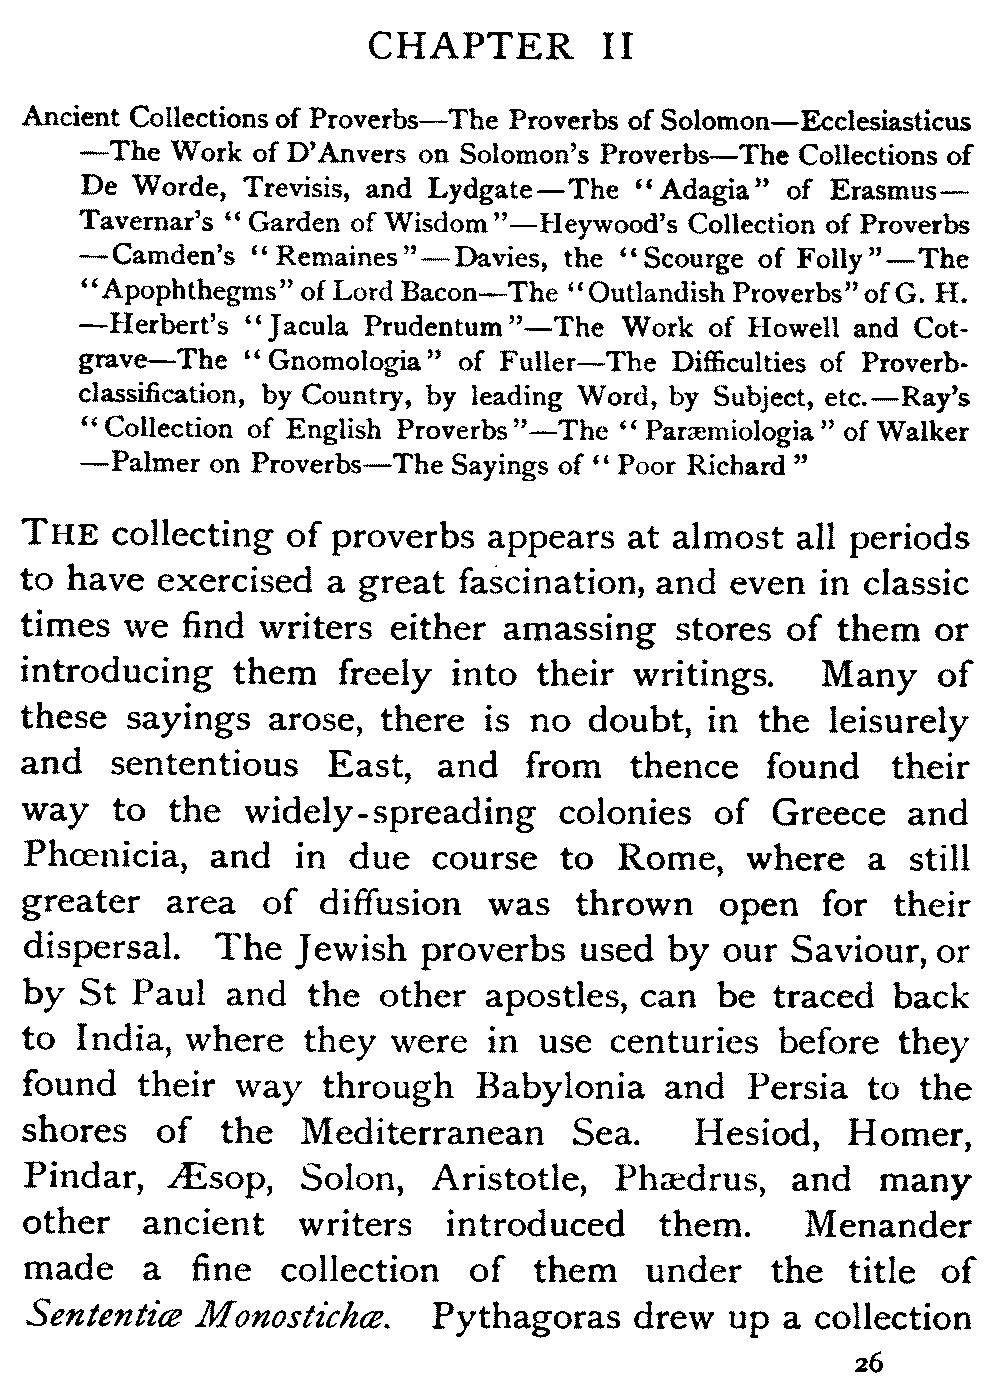 CHAPTER II
Ancient Collections of Proverbs—The Proverbs of Solomon—Ecclesiasticus
—The Work of D'Anvers on Solomon's Proverbs—The Collections of
De Worde, Trevisis, and Lydgate—The "Adagia" of Erasmus—
Tavernar's "Garden of Wisdom"—Heywood's Collection of Proverbs
—Camden's "Remaines"—Davies, the "Scourge of Folly"—The
"Apophthegms" of Lord Bacon—The "Outlandish Proverbs" of G. H.
—Herbert's "Jacula Prudentum"—The Work of Howell and Cot-
grave—The "Gnomologia" of Fuller—The Difficulties of Proverb-
classification, by Country, by leading Word, by Subject, etc.—Ray's
"Collection of English Proverbs"—The "Paræmiologia" of Walker
—Palmer on Proverbs—The Sayings of "Poor Richard"
THE collecting of proverbs appears at almost all periods
to have exercised a great fascination, and even in classic
times we find writers either amassing stores of them or
introducing them freely into their writings. Many of
these sayings arose, there is no doubt, in the leisurely
and sententious East, and from thence found their
way to the widely-spreading colonies of Greece and
Phœnicia, and in due course to Rome, where a still
greater area of diffusion was thrown open for their
dispersal. The Jewish proverbs used by our Saviour, or
by St Paul and the other apostles, can be traced back
to India, where they were in use centuries before they
found their way through Babylonia and Persia to the
shores of the Mediterranean Sea. Hesiod, Homer,
Pindar, Æsop, Solon, Aristotle, Phædrus, and many
other ancient writers introduced them. Menander
made a fine collection of them under the title of
Sententiæ Monostichæ. Pythagoras drew up a collection
26